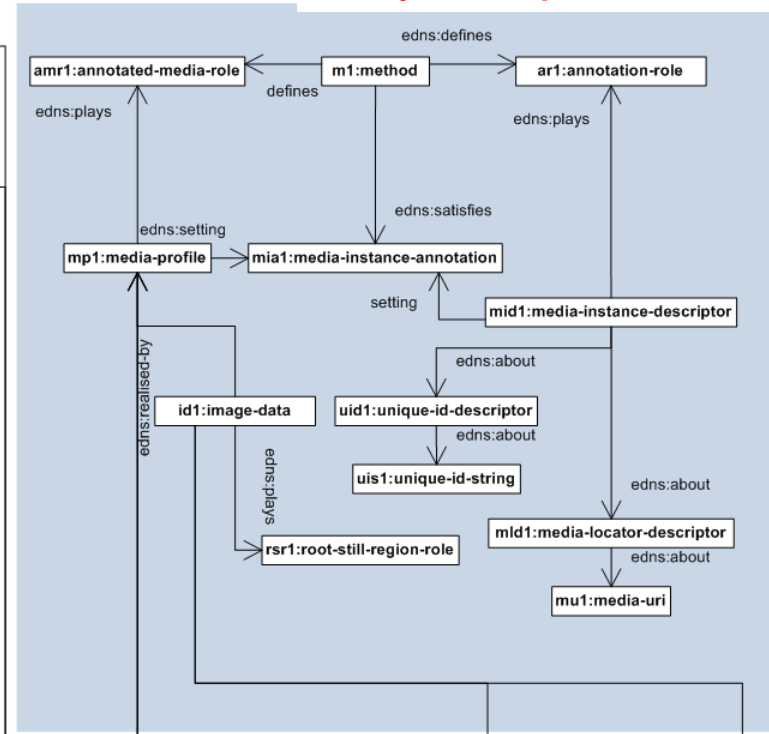 edns:defines
amr1:annotated-media-role
m1:method
ar1:annotation-role
defines
edns:plays
edns:plays
edns:satisfies
edns:setting
mp1:media-profile
mia1:media-instance-annotation
setting
mid1:media-instance-descriptor
edns:realised-by
edns:about
id1:image-data
uid1:unique-id-descriptor
edns:about
edns:plays
uis1:unique-id-string
edns:about
mld1:media-locator-descriptor
rsr1:root-still-region-role
edns:about
mu1:media-uri